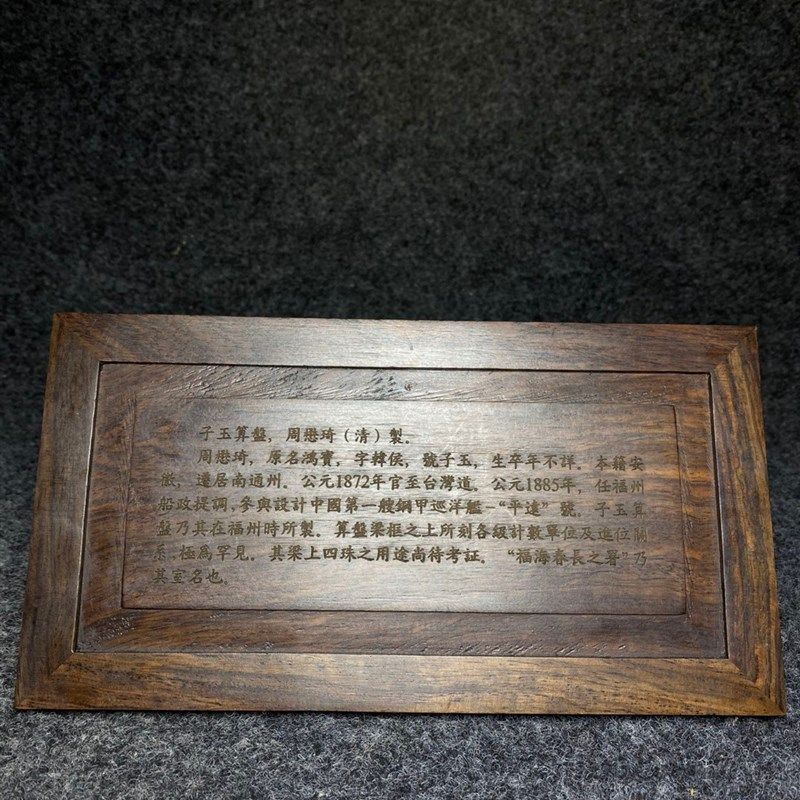 子玉算盤，周懋琦（清）製。
周懋琦，原名鴻寶，字韓侯，號子玉，生卒年不詳。本籍安
徽，遷居南通州。公元1872年官至台灣道。公元1885年，任福州
船政提調，參與設計中國第一艘鋼甲巡洋艦－“平遠”號。子玉算
盤乃其在福州時所製。算盤梁框之上所刻各級計數單位及進位關
系，極為罕見。其梁上四珠之用途尚待考証。“福海春長之署”乃
其室名也。